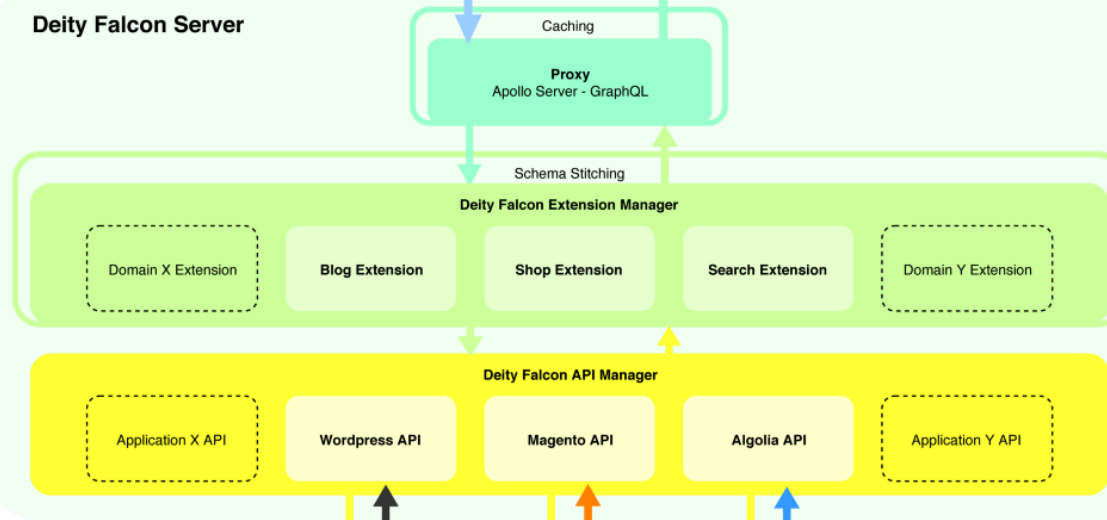 Deity Falcon Server
Caching
Proxy
Apollo Server - GraphQL
Schema Stitching
Deity Falcon Extension Manager
Domain X Extension
Blog Extension
Shop Extension
Search Extension
Domain Y Extension
Deity Falcon API Manager
Application X API
Wordpress API
Magento API
Algolia API
Application Y API